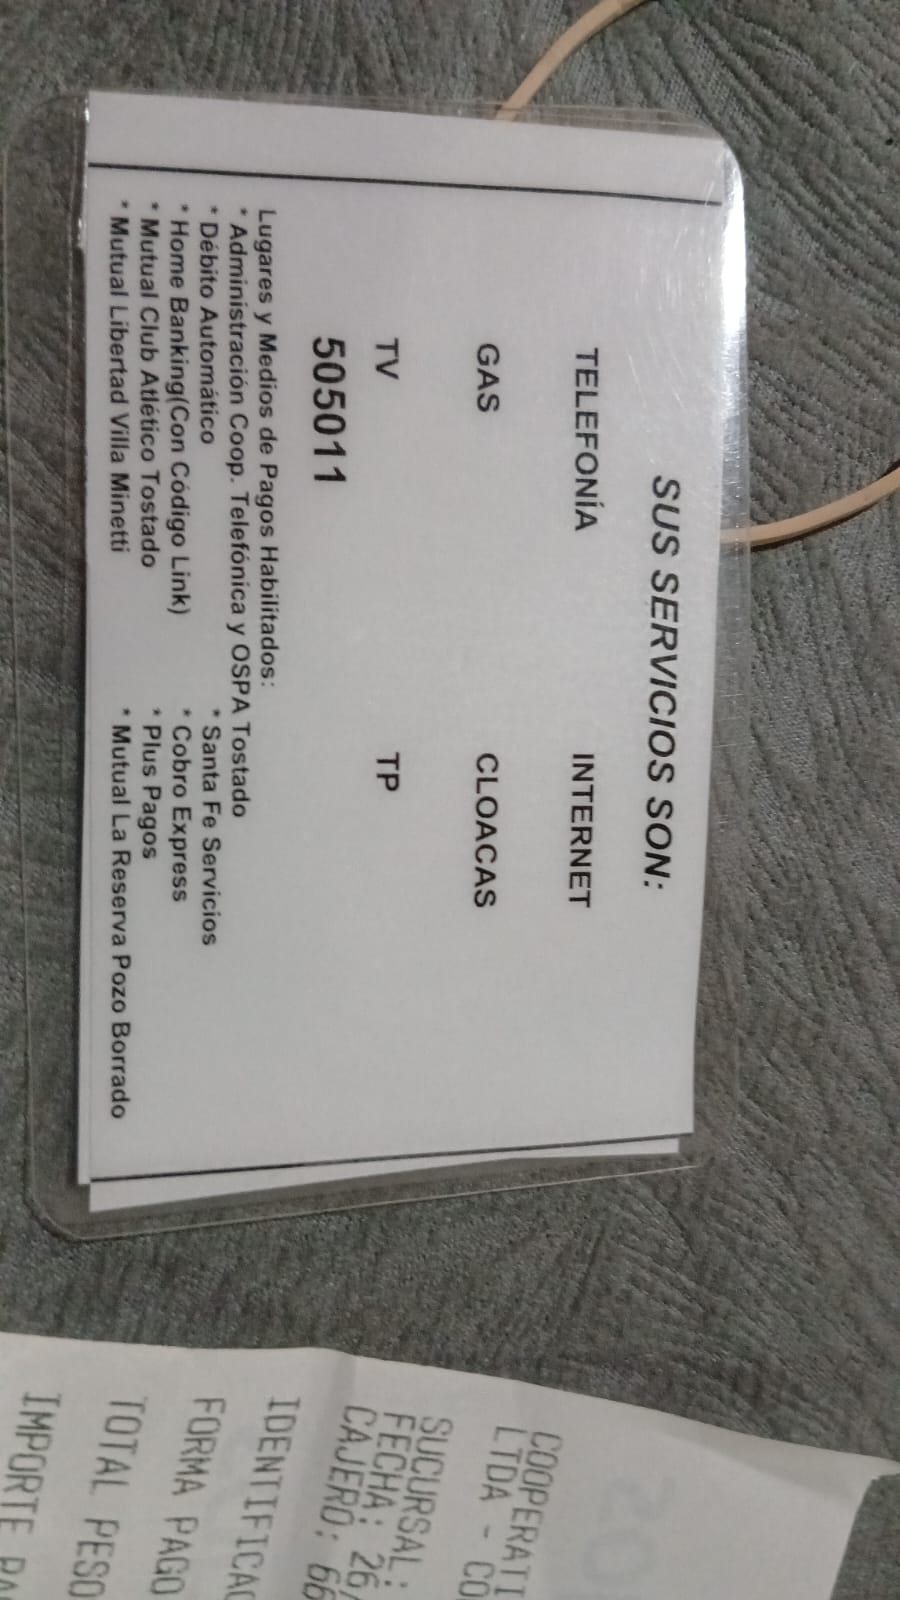 SUS SERVICIOS SON:
TELEFONÍA INTERNET
GAS CLOACAS
TV TP
505011
Lugares y Medios de Pagos Habilitados:
* Administración Coop. Telefónica y OSPA Tostado
* Débito Automático * Santa Fe Servicios
* Home Banking(Con Código Link) * Cobro Express
* Mutual Club Atlético Tostado * Plus Pagos
* Mutual Libertad Villa Minetti * Mutual La Reserva Pozo Borrado
COOPERATI
LTDA - CO
SUCURSAL:
FECHA: 26/
CAJERO: 66
IDENTIFICAC
FORMA PAGO
TOTAL PESO
IMPORTE PA